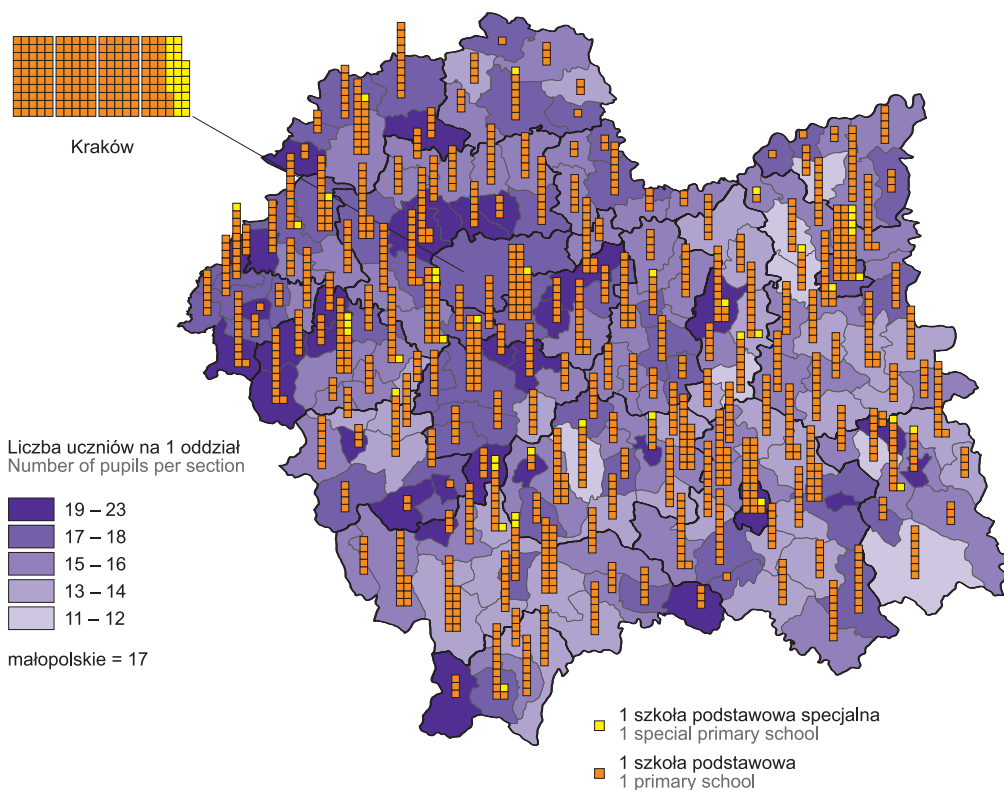 Kraków
Liczba uczniów na 1 oddział
Number of pupils per section
19 – 23
17 – 18
15 – 16
13 – 14
11 – 12
małopolskie = 17
1 szkoła podstawowa specjalna
1 special primary school
1 szkoła podstawowa
1 primary school